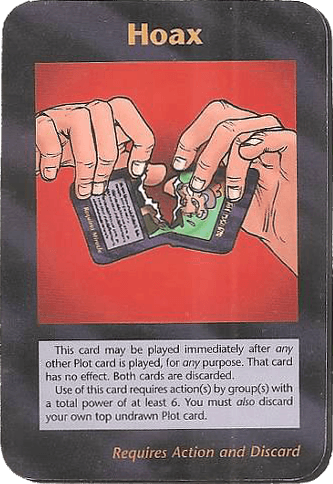 Hoax
This card may be played immediately after any
other Plot card is played, for any purpose. That card
has no effect. Both cards are discarded.
Use of this card requires action(s) by group(s) with
a total power of at least 6. You must also discard
your own top undrawn Plot card.
Requires Action and Discard